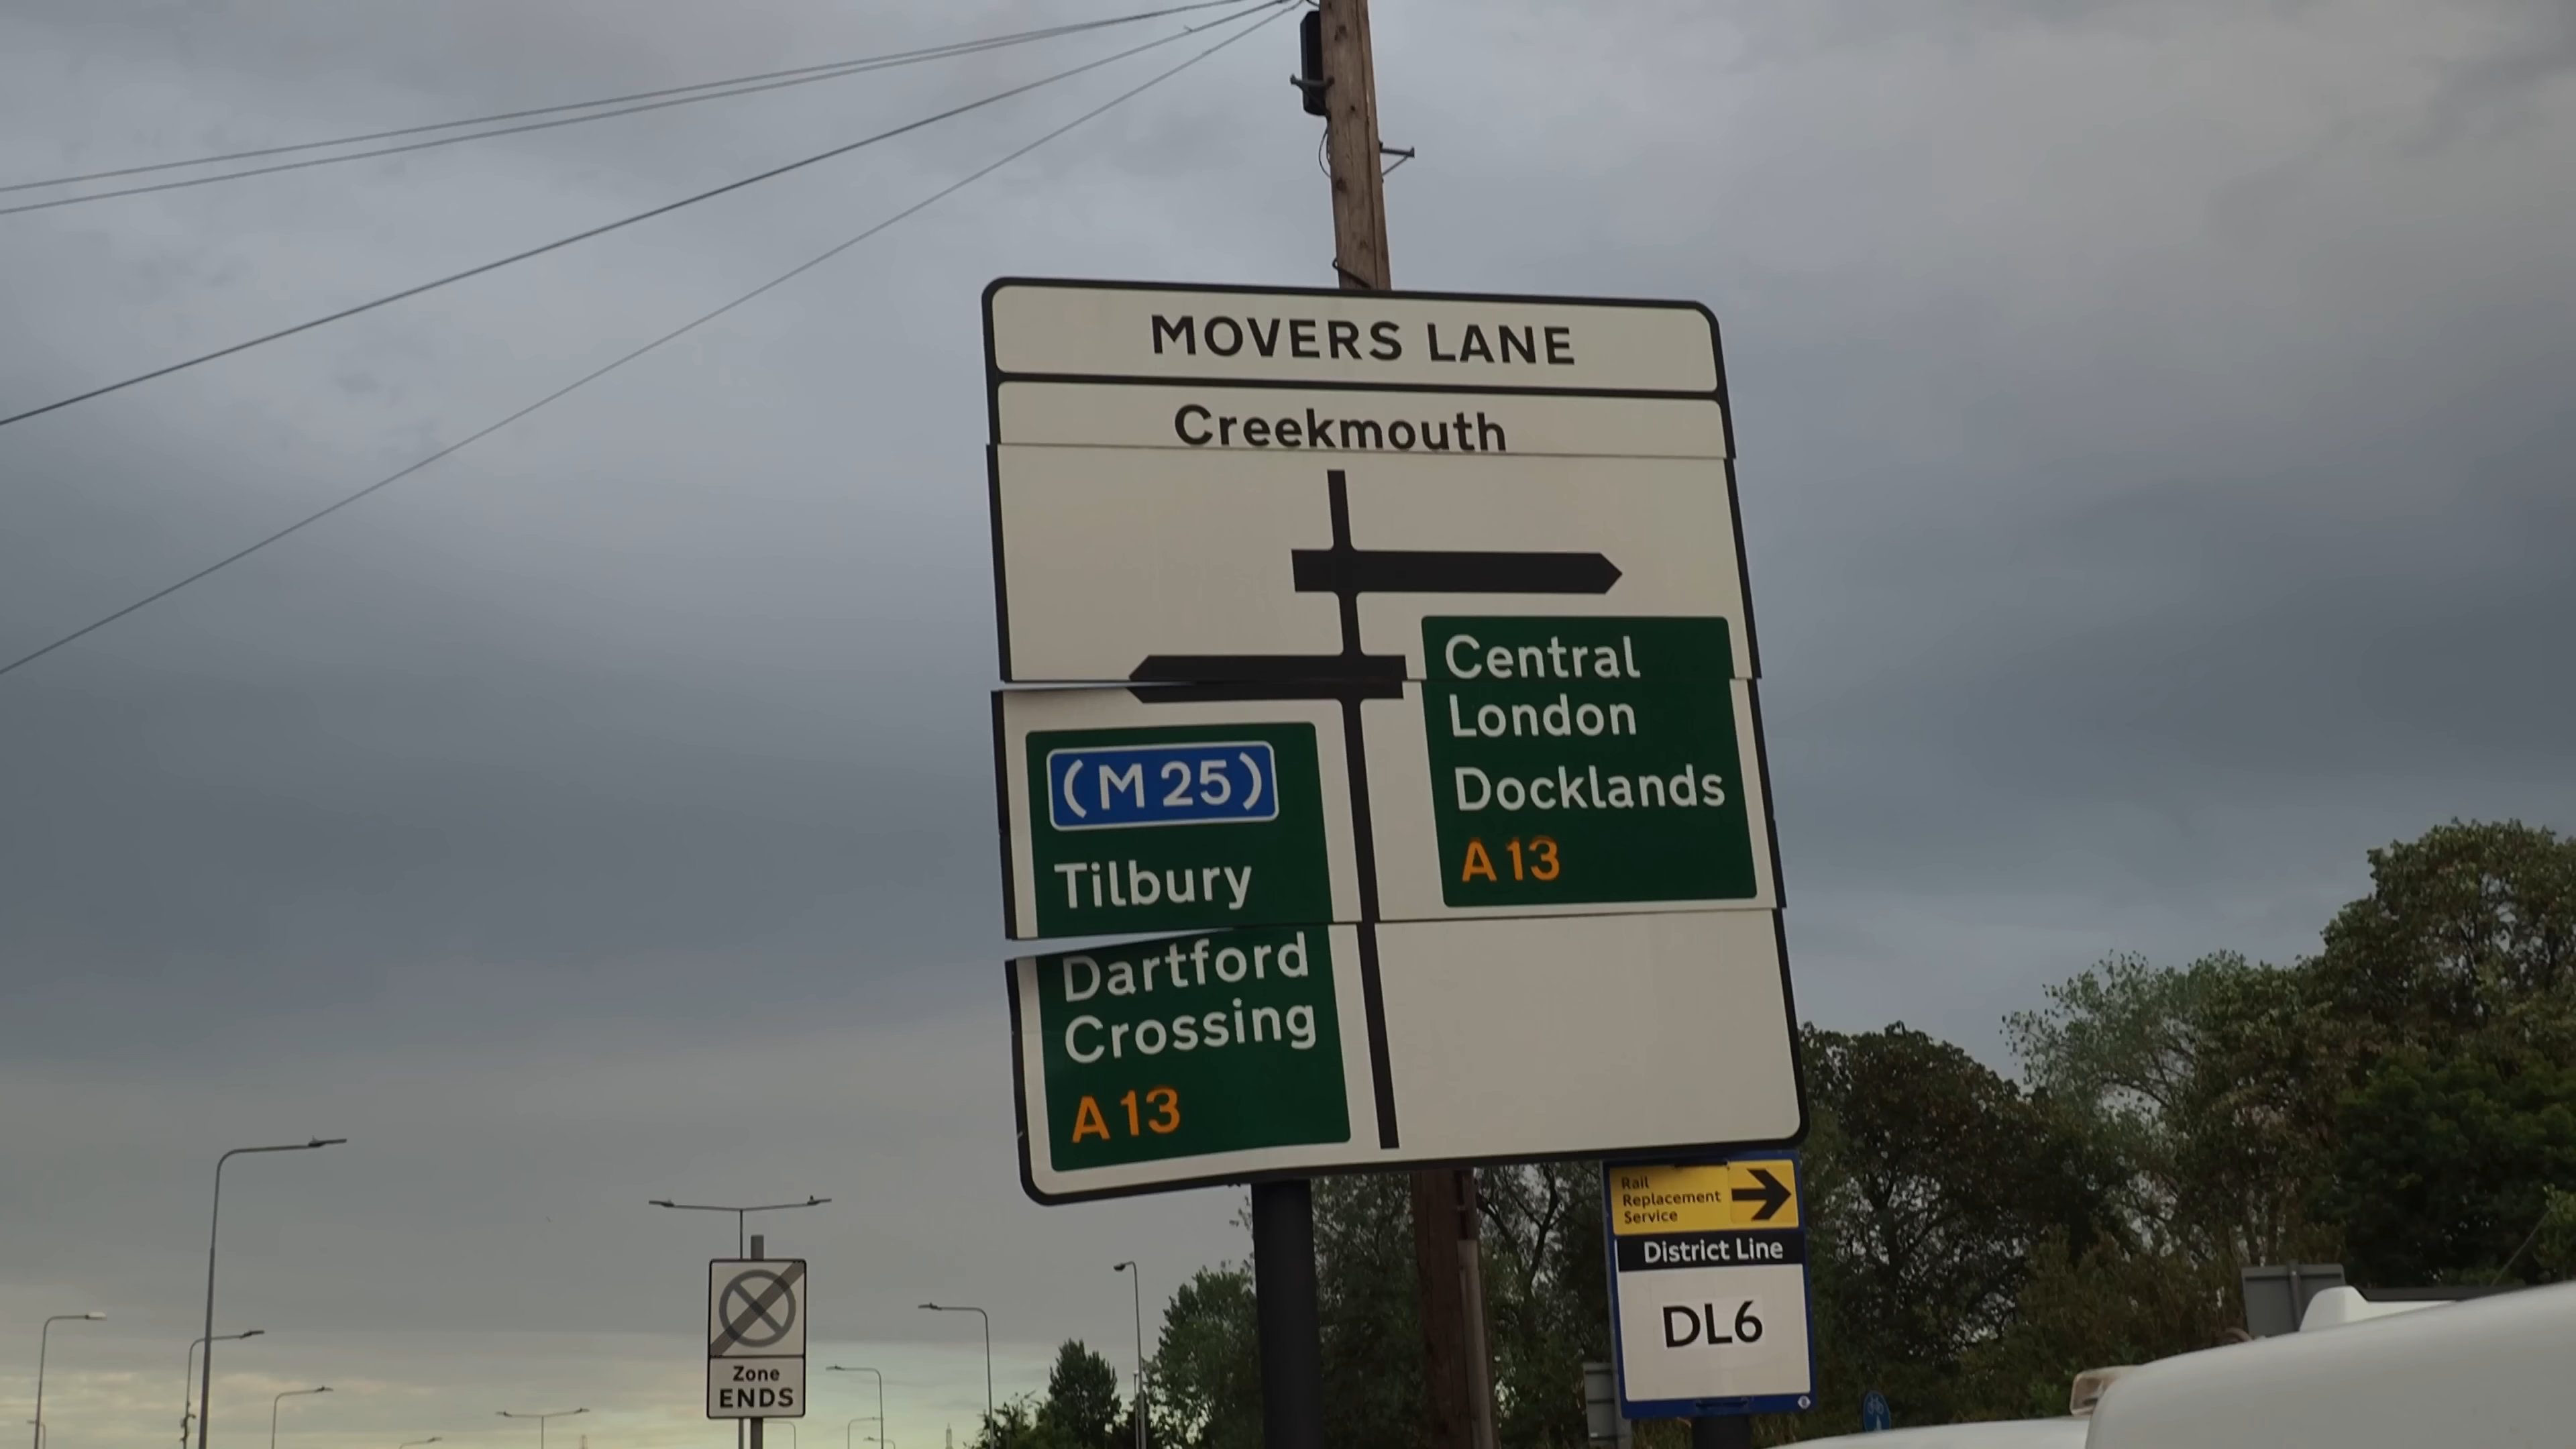 MOVERS LANE
Creekmouth
Central
London
Docklands
A13
(M25)
Tilbury
Dartford
Crossing
A13
Rail
Replacement
Service
District Line
DL6
Zone
ENDS